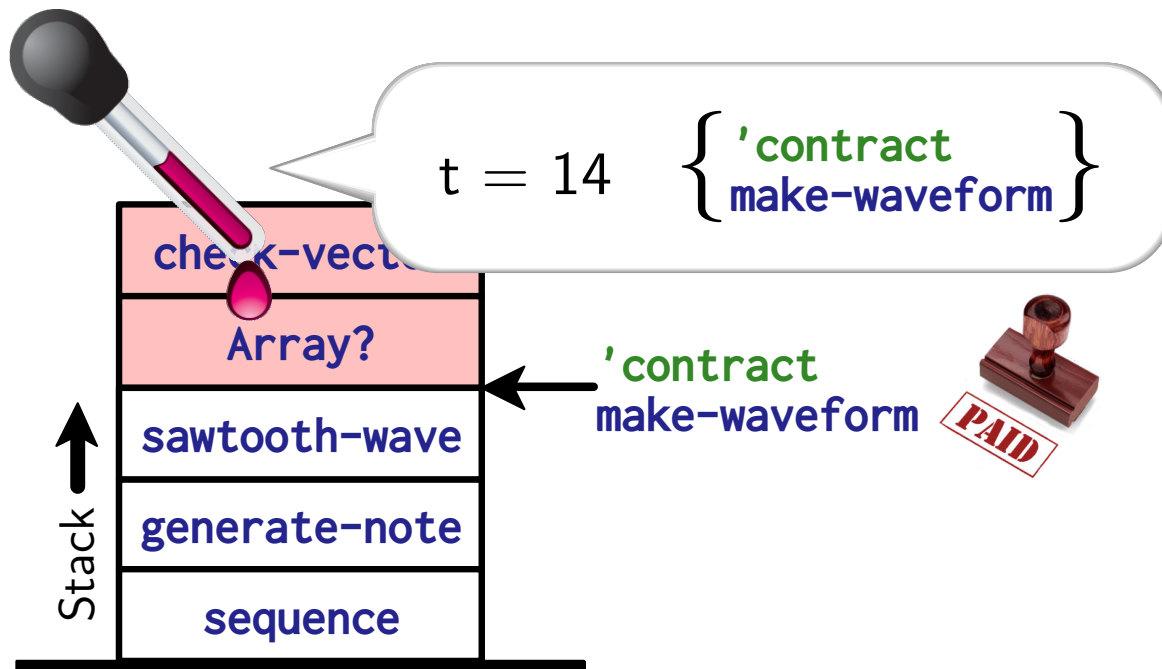 t = 14
{'contract
make-waveform}
Array?
'contract
make-waveform
PAID
sawtooth-wave
generate-note
sequence
Stack